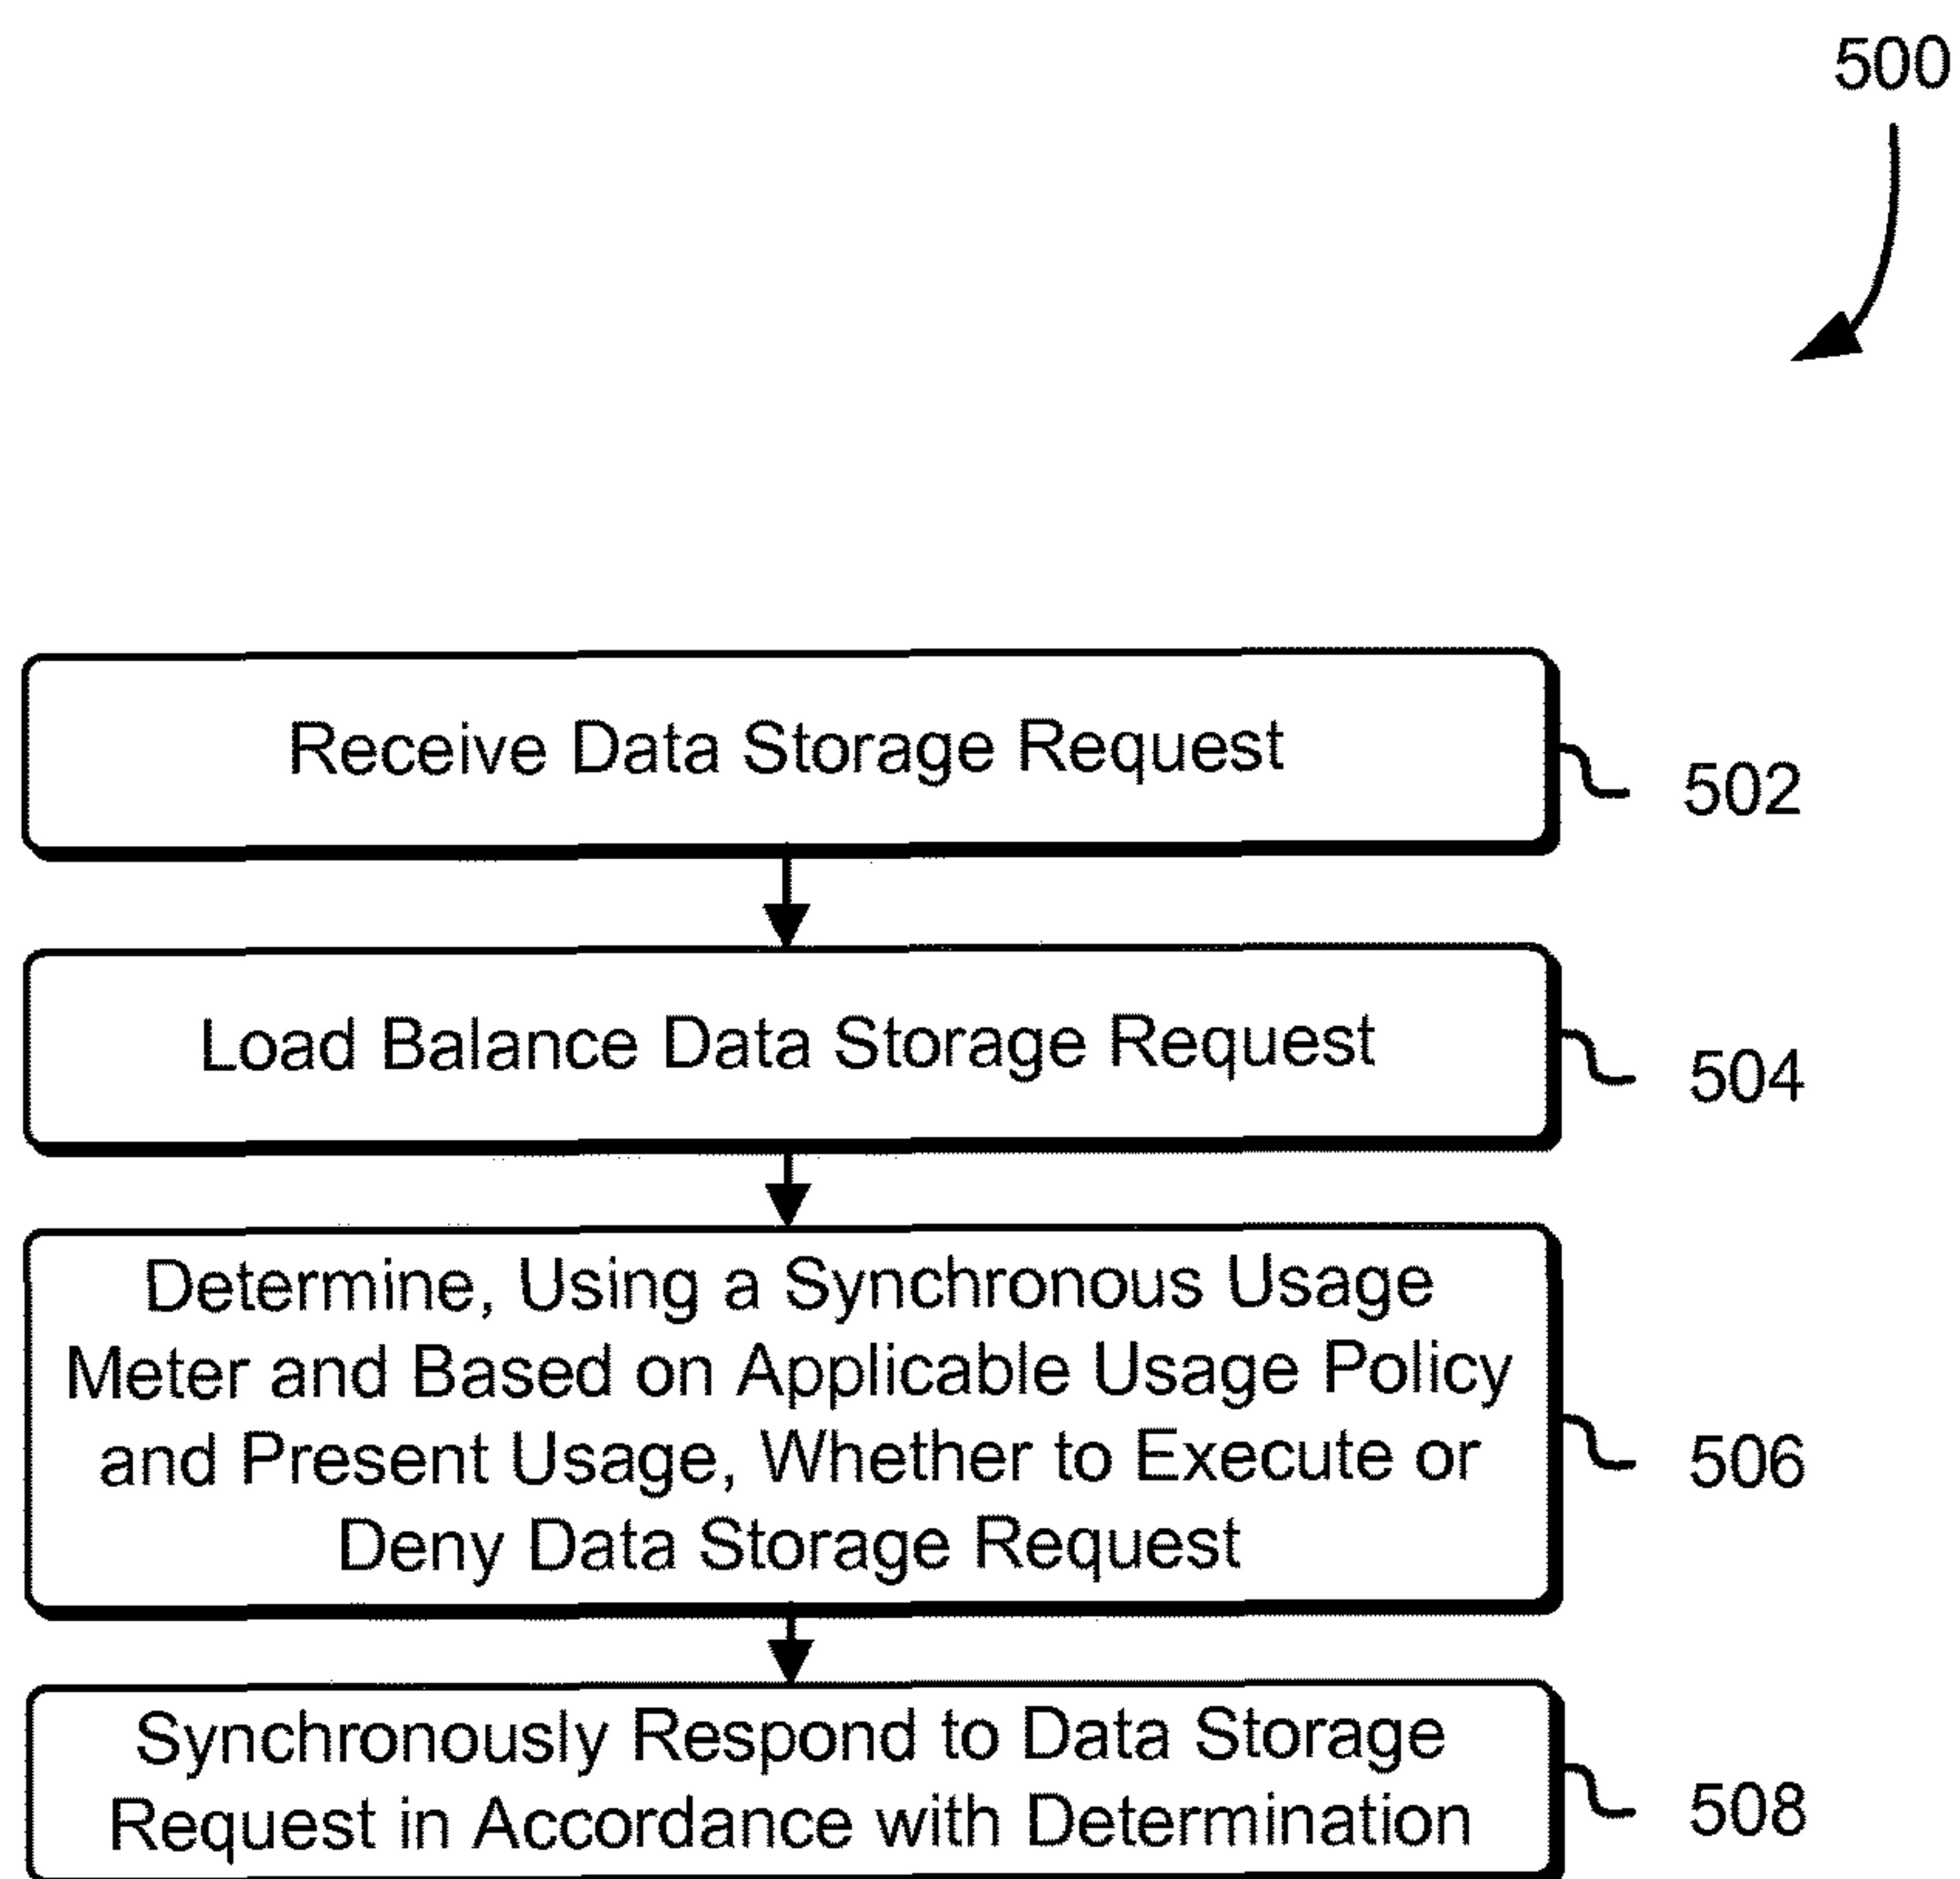 500
Receive Data Storage Request
502
Load Balance Data Storage Request
504
Determine, Using a Synchronous Usage
Meter and Based on Applicable Usage Policy
and Present Usage, Whether to Execute or
Deny Data Storage Request
506
Synchronously Respond to Data Storage
Request in Accordance with Determination
508